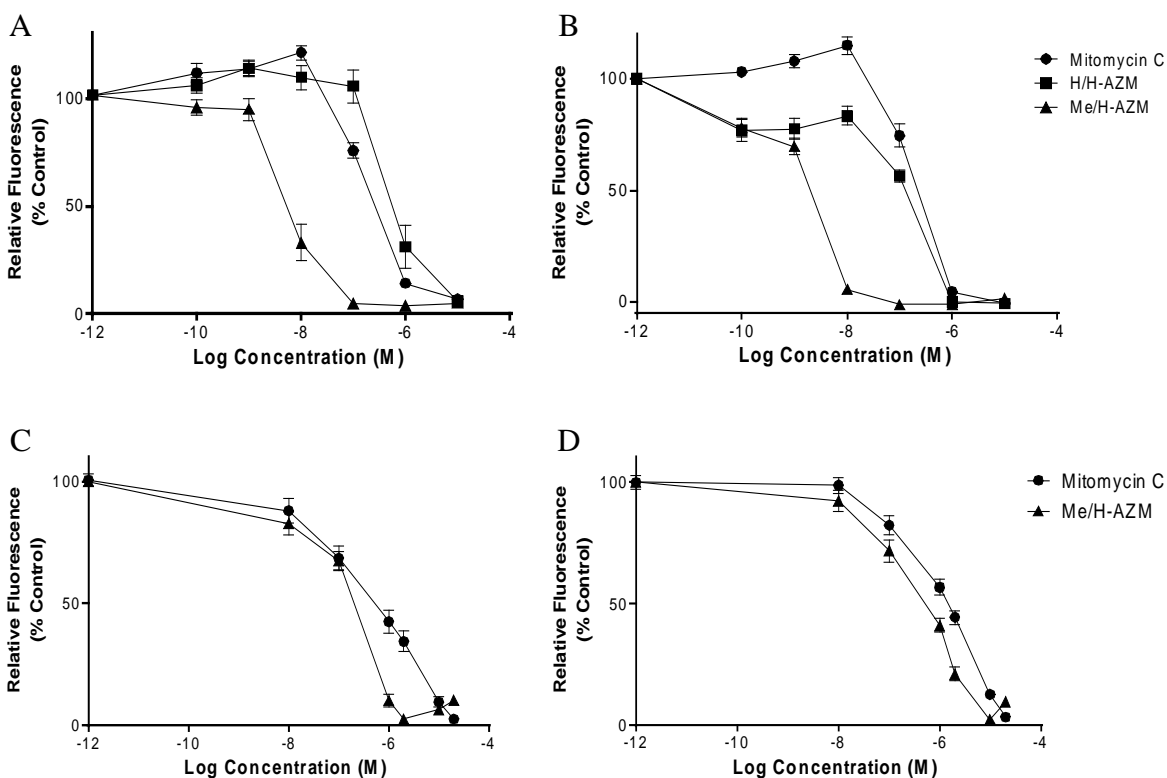 A
Relative Fluorescence
(% Control)
100
50
0
-12
-10
-8
-6
-4
Log Concentration (M)
B
Relative Fluorescence
(% Control)
100
50
0
-12
-10
-8
-6
-4
Log Concentration (M)
Mitomycin C
H/H-AZM
Me/H-AZM
C
Relative Fluorescence
(% Control)
100
50
0
-12
-10
-8
-6
-4
Log Concentration (M)
D
Relative Fluorescence
(% Control)
100
50
0
-12
-10
-8
-6
-4
Log Concentration (M)
Mitomycin C
Me/H-AZM